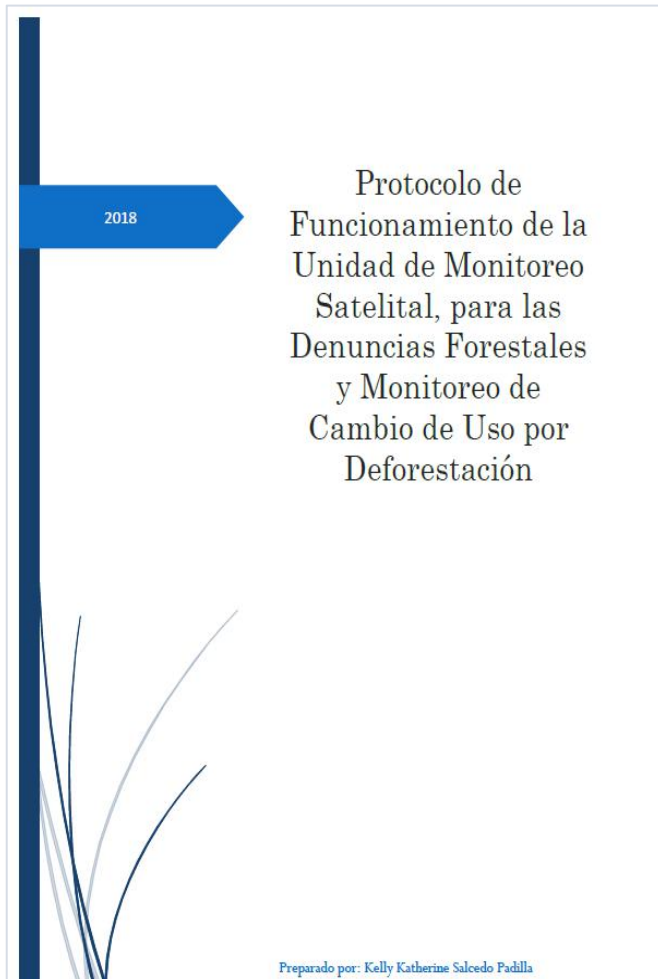 2018
Protocolo de
Funcionamiento de la
Unidad de Monitoreo
Satelital, para las
Denuncias Forestales
y Monitoreo de
Cambio de Uso por
Deforestación
Preparado por: Kelly Katherine Salcedo Padilla